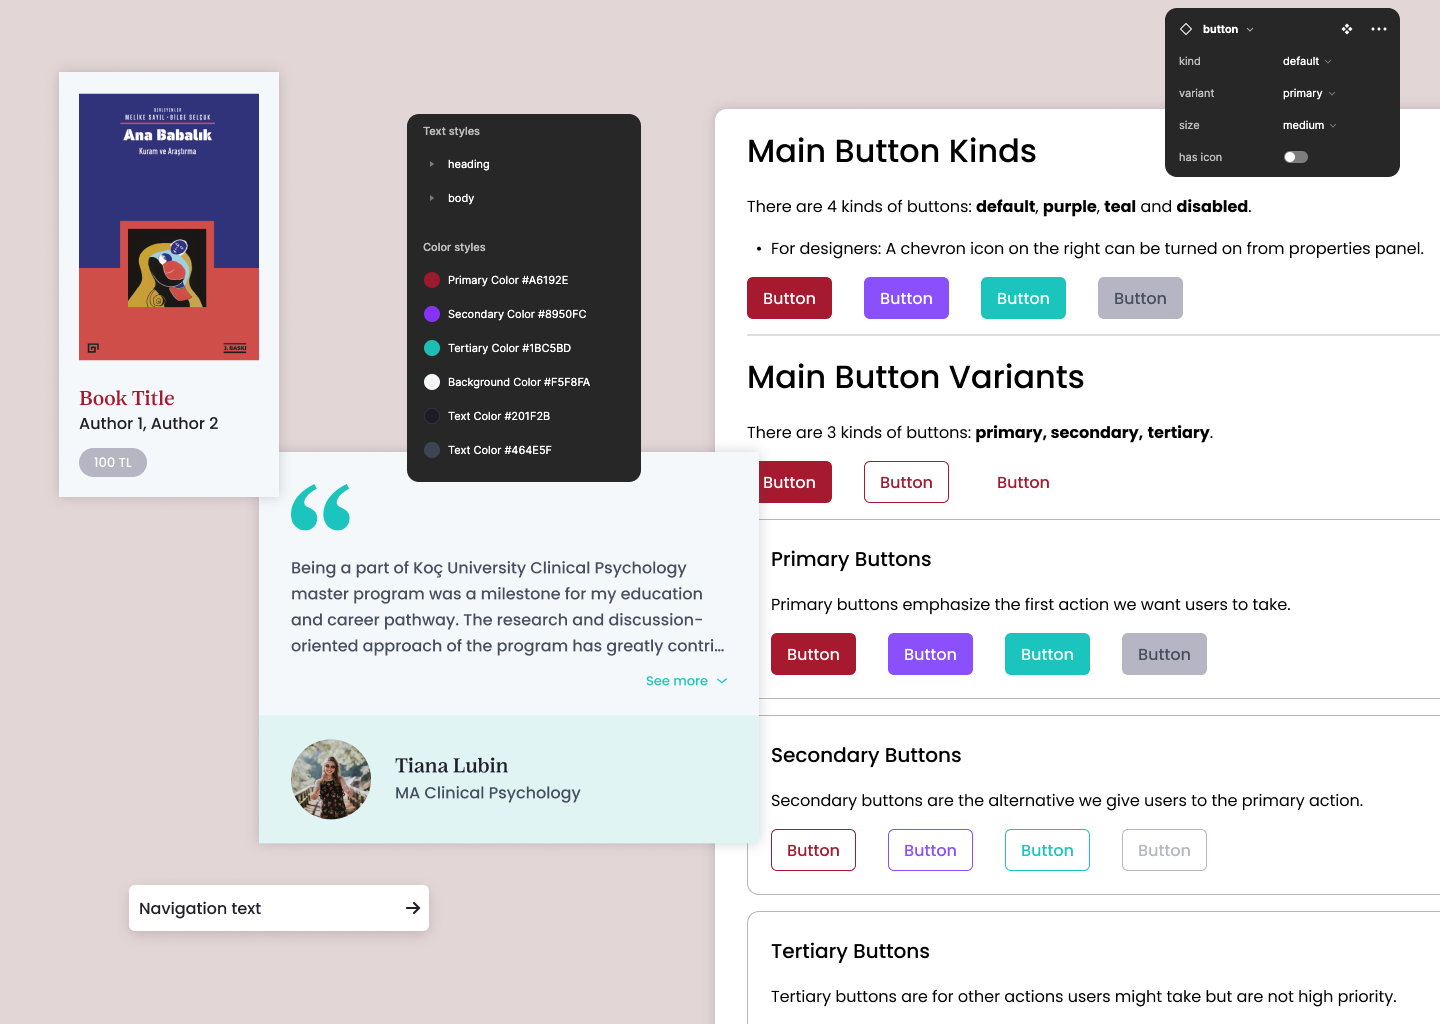 DERLEYENLER
MELİKE SAYIL · BİLGE SELÇUK
Ana Babalık
Kuram ve Araştırma
3. BASKI
Book Title
Author 1, Author 2
100 TL
Text styles
heading
body
Color styles
Primary Color #A6192E
Secondary Color #8950FC
Tertiary Color #1BC5BD
Background Color #F5F8FA
Text Color #201F2B
Text Color #464E5F
“
Being a part of Koç University Clinical Psychology
master program was a milestone for my education
and career pathway. The research and discussion-
oriented approach of the program has greatly contri...
See more
Tiana Lubin
MA Clinical Psychology
Navigation text
button
kind default
variant primary
size medium
has icon
Main Button Kinds
There are 4 kinds of buttons: default, purple, teal and disabled.
• For designers: A chevron icon on the right can be turned on from properties panel.
Button Button Button Button
Main Button Variants
There are 3 kinds of buttons: primary, secondary, tertiary.
Button Button Button
Primary Buttons
Primary buttons emphasize the first action we want users to take.
Button Button Button Button
Secondary Buttons
Secondary buttons are the alternative we give users to the primary action.
Button Button Button Button
Tertiary Buttons
Tertiary buttons are for other actions users might take but are not high priority.